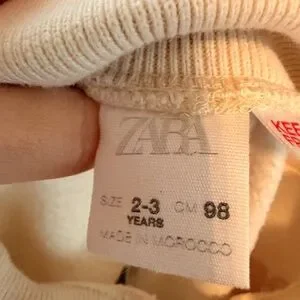 ZARA
SIZE 2-3 CM 98
YEARS
MADE IN MOROCCO